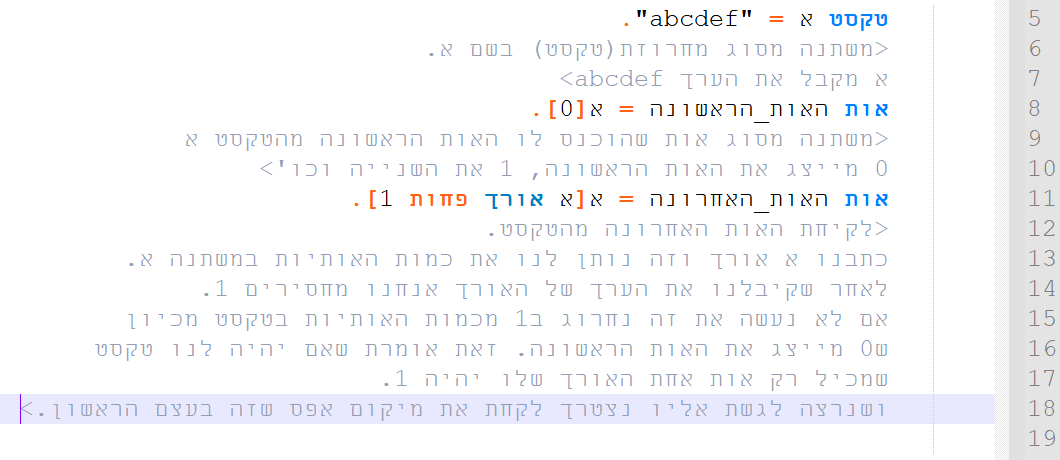 טקסט א = "abcdef". 5
<משתנה מסוג מחרוזת(טקסט) בשם א. 6
א מקבל את הערך abcdef> 7
אות האות_הראשונה = א[0]. 8
<משתנה מסוג אות שהוכנס לו האות הראשונה מהטקסט א 9
0 מייצג את האות הראשונה, 1 את השנייה וכו'> 10
אות האות_האחרונה = א[א אורך פחות 1]. 11
<לקיחת האות האחרונה מהטקסט. 12
כתבנו א אורך וזה נותן לנו את כמות האותיות במשתנה א. 13
לאחר שקיבלנו את הערך של האורך אנחנו מחסירים 1. 14
אם לא נעשה את זה נחרוג ב1 מכמות האותיות בטקסט מכיון 15
ש0 מייצג את האות הראשונה. זאת אומרת שאם יהיה לנו טקסט 16
שמכיל רק אות אחת האורך שלו יהיה 1. 17
ושנרצה לגשת אליו נצטרך לקחת את מיקום אפס שזה בעצם הראשון.> 18
19